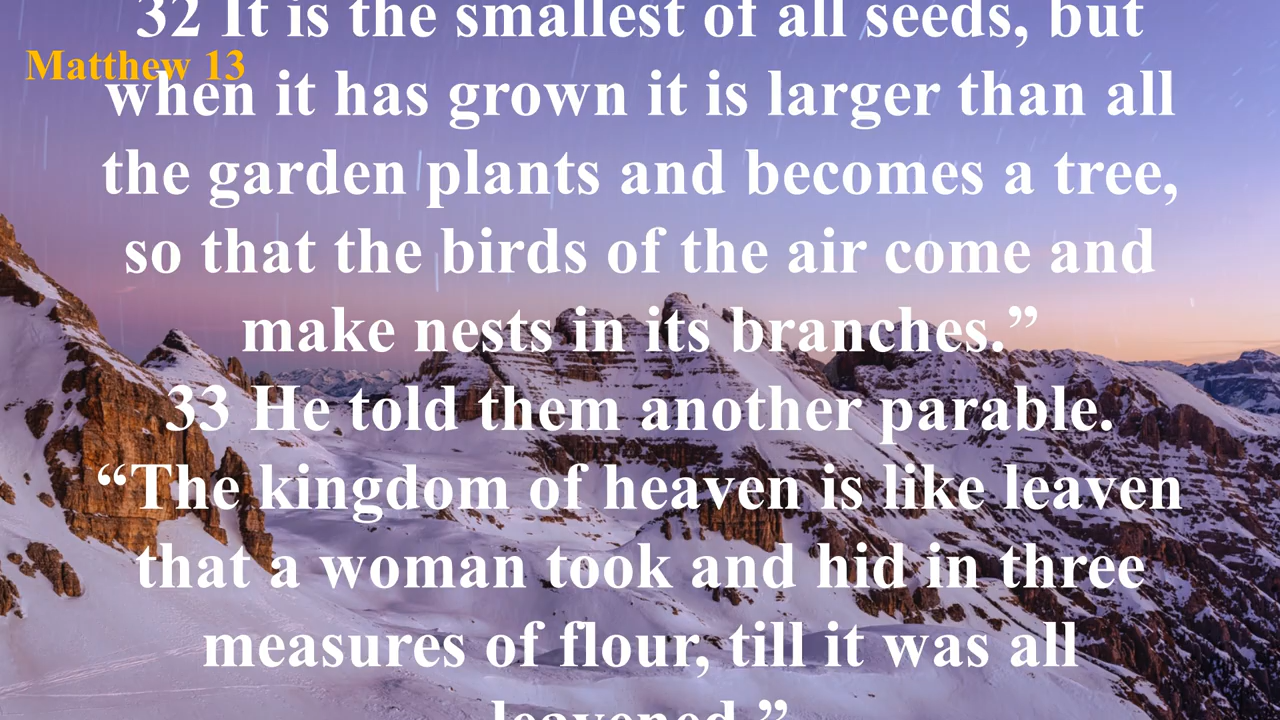 32 It is the smallest of all seeds, but
Matthew 13
when it has grown it is larger than all
the garden plants and becomes a tree,
so that the birds of the air come and
make nests in its branches.”
33 He told them another parable.
“The kingdom of heaven is like leaven
that a woman took and hid in three
measures of flour, till it was all
leavened.”